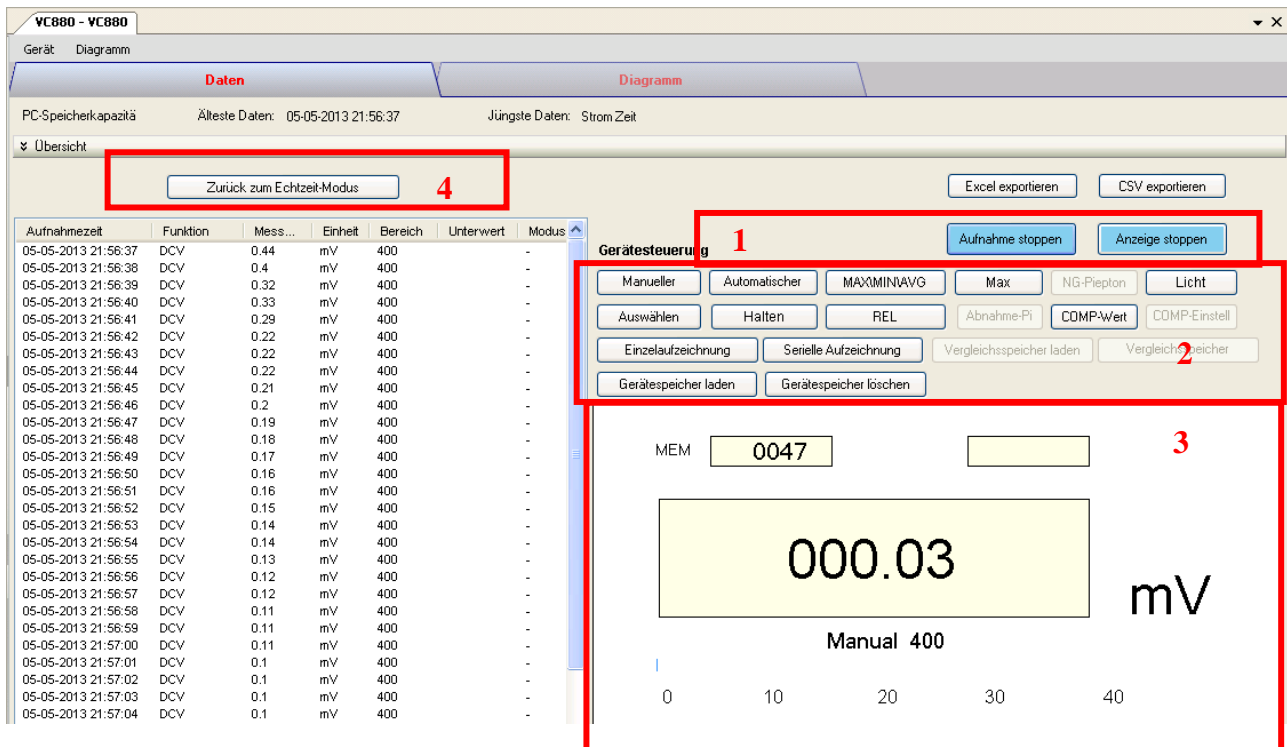 VC880 - VC880
Gerät Diagramm
Daten Diagramm
PC-Speicherkapazitä Älteste Daten: 05-05-2013 21:56:37 Jüngste Daten: Strom Zeit
Übersicht
Zurück zum Echtzeit-Modus 4
Excel exportieren CSV exportieren
Aufnahmezeit Funktion Mess... Einheit Bereich Unterwert Modus
05-05-2013 21:56:37 DCV 0.44 mV 400 -
05-05-2013 21:56:38 DCV 0.4 mV 400 -
05-05-2013 21:56:39 DCV 0.32 mV 400 -
05-05-2013 21:56:40 DCV 0.33 mV 400 -
05-05-2013 21:56:41 DCV 0.29 mV 400 -
05-05-2013 21:56:42 DCV 0.22 mV 400 -
05-05-2013 21:56:43 DCV 0.22 mV 400 -
05-05-2013 21:56:44 DCV 0.22 mV 400 -
05-05-2013 21:56:45 DCV 0.21 mV 400 -
05-05-2013 21:56:46 DCV 0.2 mV 400 -
05-05-2013 21:56:47 DCV 0.19 mV 400 -
05-05-2013 21:56:48 DCV 0.18 mV 400 -
05-05-2013 21:56:49 DCV 0.17 mV 400 -
05-05-2013 21:56:50 DCV 0.16 mV 400 -
05-05-2013 21:56:51 DCV 0.16 mV 400 -
05-05-2013 21:56:52 DCV 0.15 mV 400 -
05-05-2013 21:56:53 DCV 0.14 mV 400 -
05-05-2013 21:56:54 DCV 0.14 mV 400 -
05-05-2013 21:56:55 DCV 0.13 mV 400 -
05-05-2013 21:56:56 DCV 0.12 mV 400 -
05-05-2013 21:56:57 DCV 0.12 mV 400 -
05-05-2013 21:56:58 DCV 0.11 mV 400 -
05-05-2013 21:56:59 DCV 0.11 mV 400 -
05-05-2013 21:57:00 DCV 0.11 mV 400 -
05-05-2013 21:57:01 DCV 0.1 mV 400 -
05-05-2013 21:57:02 DCV 0.1 mV 400 -
05-05-2013 21:57:03 DCV 0.1 mV 400 -
05-05-2013 21:57:04 DCV 0.1 mV 400 -
Gerätesteuerung 1 Aufnahme stoppen Anzeige stoppen
Manueller Automatischer MAX\MIN\AVG Max NG-Piepton Licht
Auswählen Halten REL Abnahme-Pi COMP-Wert COMP-Einstell
Einzelaufzeichnung Serielle Aufzeichnung Vergleichsspeicher laden Vergleichsspeicher
2
Gerätespeicher laden Gerätespeicher löschen
MEM 0047 3
000.03
mV
Manual 400
0 10 20 30 40